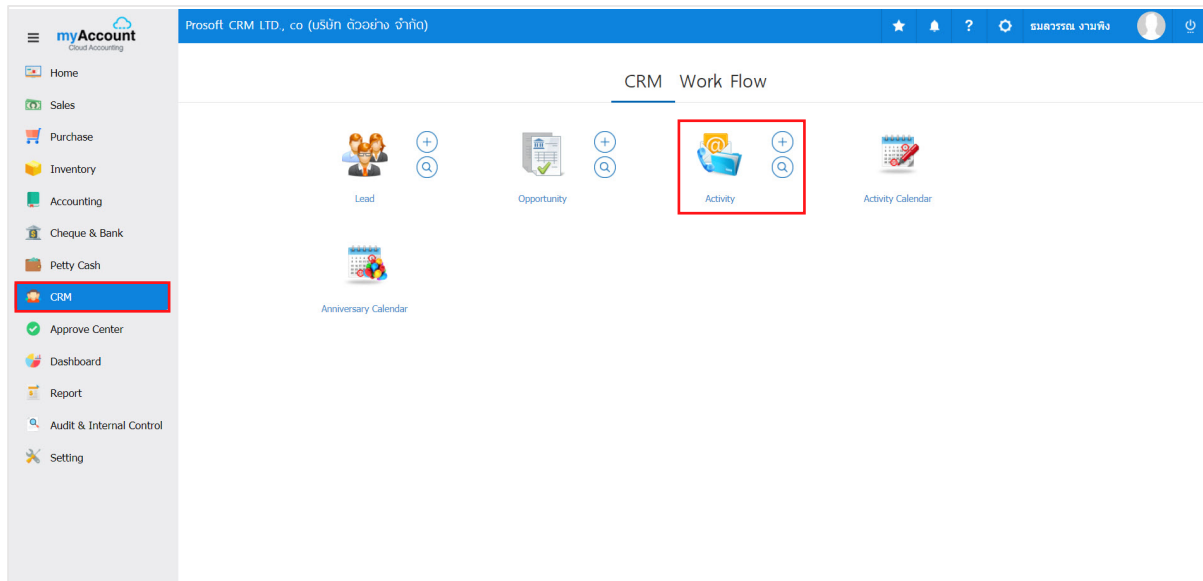 myAccount
Cloud Accounting
Prosoft CRM LTD., co (บริษัท ตัวอย่าง จำกัด)
?
ธมลวรรณ งามพิง
Home
Sales
Purchase
Inventory
Accounting
Cheque & Bank
Petty Cash
CRM
Approve Center
Dashboard
Report
Audit & Internal Control
Setting
CRM Work Flow
Lead
Opportunity
Activity
Activity Calendar
Anniversary Calendar